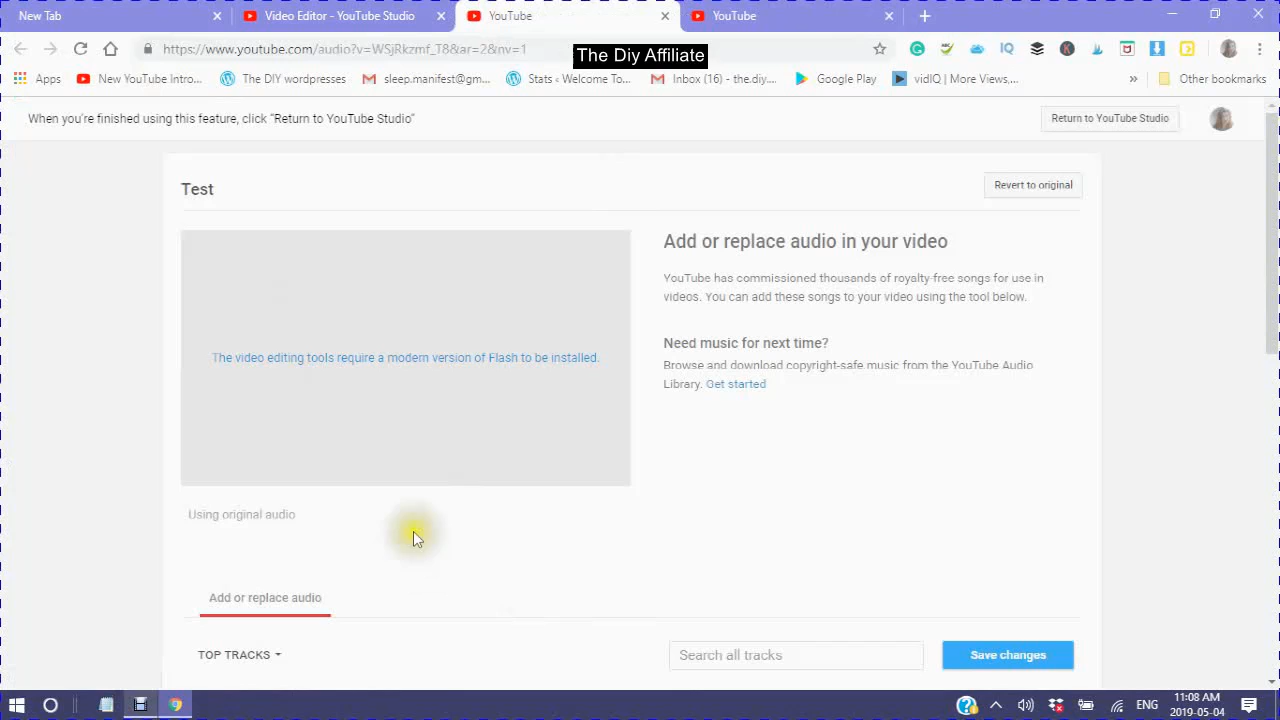 New Tab
Video Editor - YouTube Studio
YouTube
YouTube
https://www.youtube.com/audio?v=WSjRkzmf_T8&ar=2&nv=1
The Diy Affiliate
Apps
New YouTube Intro...
The DIY wordpresses
sleep.manifest@gm...
Stats ‹ Welcome To...
Inbox (18) - the.diy....
Google Play
vidIQ | More Views,...
»
Other bookmarks
When you're finished using this feature, click "Return to YouTube Studio"
Return to YouTube Studio
Test
Revert to original
Add or replace audio in your video
YouTube has commissioned thousands of royalty-free songs for use in
videos. You can add these songs to your video using the tool below.
The video editing tools require a modern version of Flash to be installed.
Need music for next time?
Browse and download copyright-safe music from the YouTube Audio
Library. Get started
Using original audio
Add or replace audio
TOP TRACKS
Search all tracks
Save changes
ENG
11:08 AM
2019-05-04